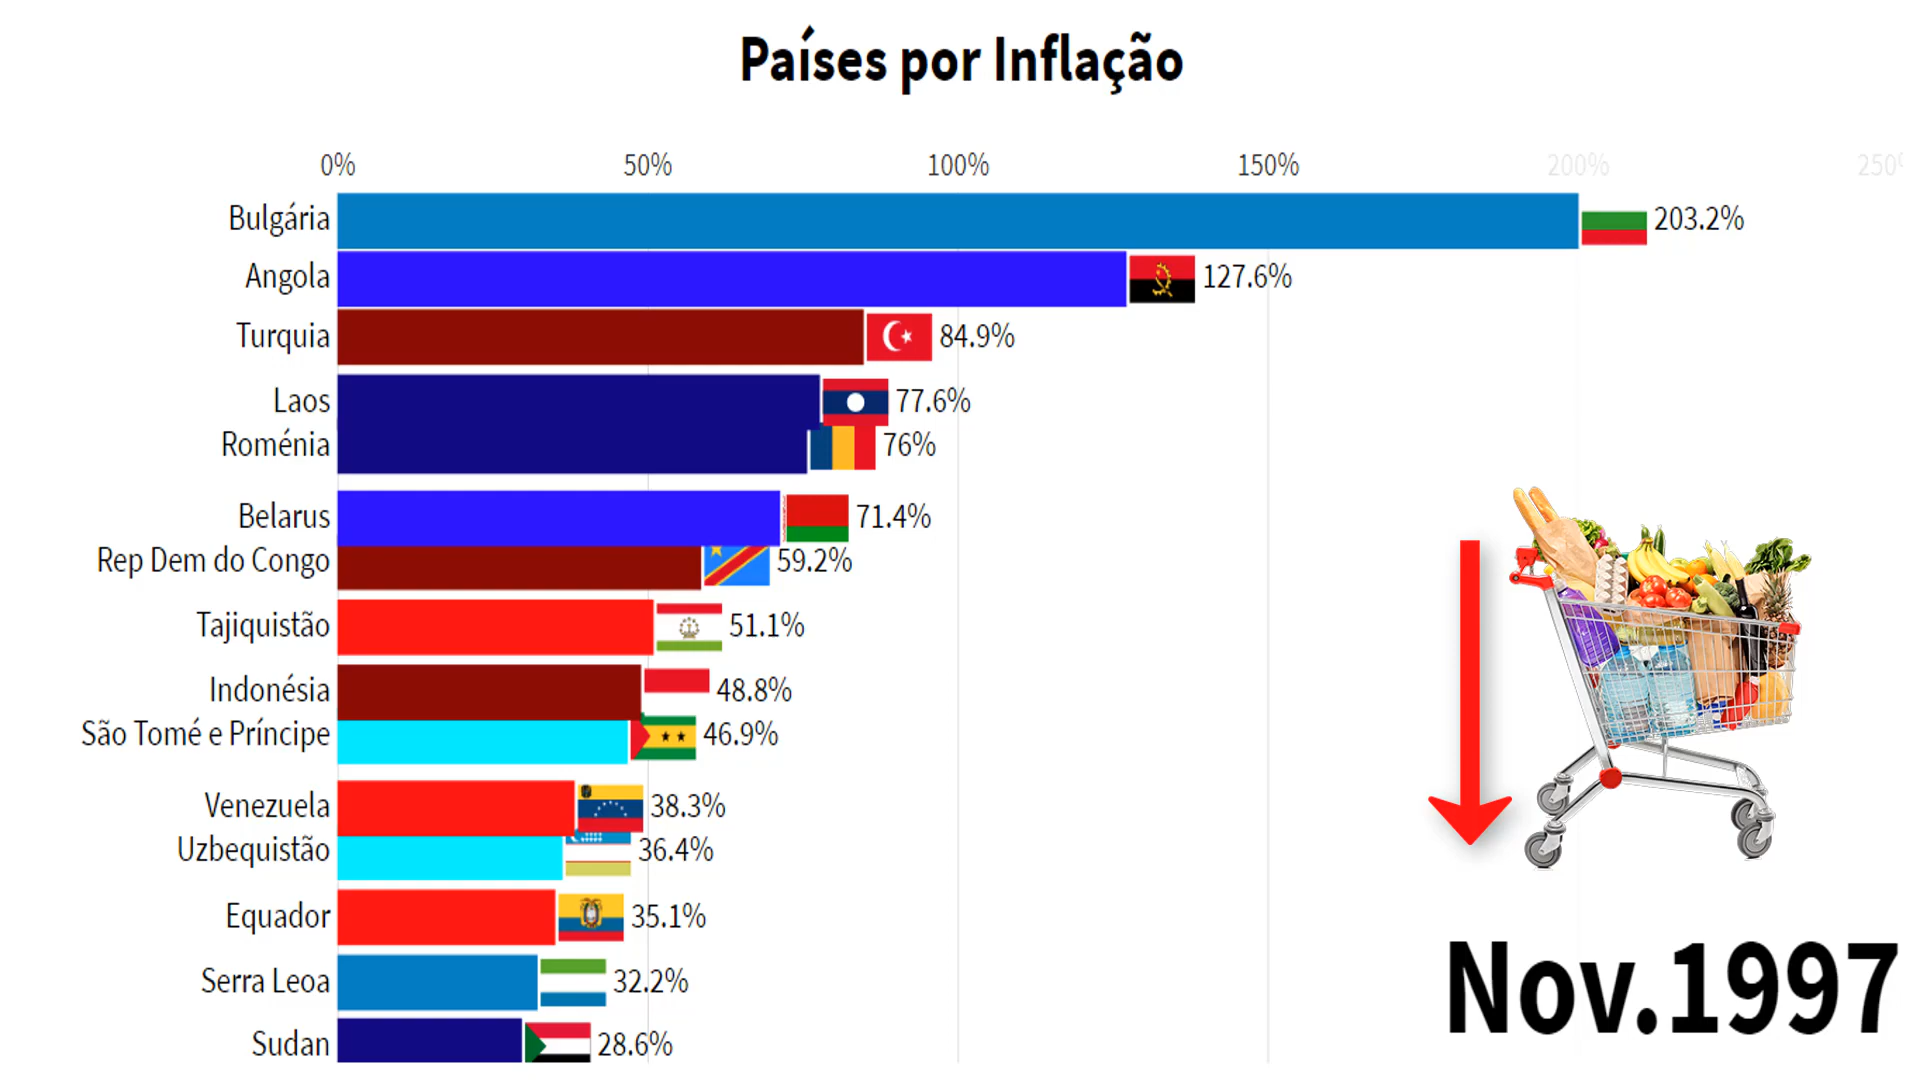 Países por Inflação
0% 50% 100% 150% 200% 250%
Bulgária 203.2%
Angola 127.6%
Turquia 84.9%
Laos 77.6%
Roménia 76%
Belarus 71.4%
Rep Dem do Congo 59.2%
Tajiquistão 51.1%
Indonésia 48.8%
São Tomé e Príncipe 46.9%
Venezuela 38.3%
Uzbequistão 36.4%
Equador 35.1%
Serra Leoa 32.2%
Sudan 28.6%
Nov.1997